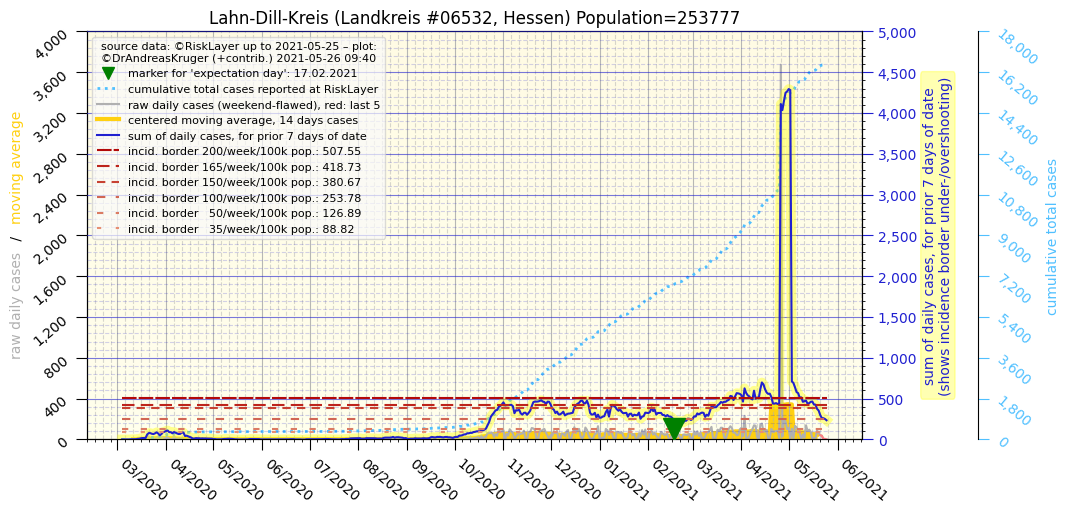 Lahn-Dill-Kreis (Landkreis #06532, Hessen) Population=253777
source data: ©RiskLayer up to 2021-05-25 – plot:
©DrAndreasKruger (+contrib.) 2021-05-26 09:40
marker for 'expectation day': 17.02.2021
cumulative total cases reported at RiskLayer
raw daily cases (weekend-flawed), red: last 5
centered moving average, 14 days cases
sum of daily cases, for prior 7 days of date
incid. border 200/week/100k pop.: 507.55
incid. border 165/week/100k pop.: 418.73
incid. border 150/week/100k pop.: 380.67
incid. border 100/week/100k pop.: 253.78
incid. border 50/week/100k pop.: 126.89
incid. border 35/week/100k pop.: 88.82
raw daily cases / moving average
4,000
3,600
3,200
2,800
2,400
2,000
1,600
1,200
800
400
0
5,000
4,500
4,000
3,500
3,000
2,500
2,000
1,500
1,000
500
0
sum of daily cases, for prior 7 days of date
(shows incidence border under-/overshooting)
18,000
16,200
14,400
12,600
10,800
9,000
7,200
5,400
3,600
1,800
0
cumulative total cases
03/2020
04/2020
05/2020
06/2020
07/2020
08/2020
09/2020
10/2020
11/2020
12/2020
01/2021
02/2021
03/2021
04/2021
05/2021
06/2021